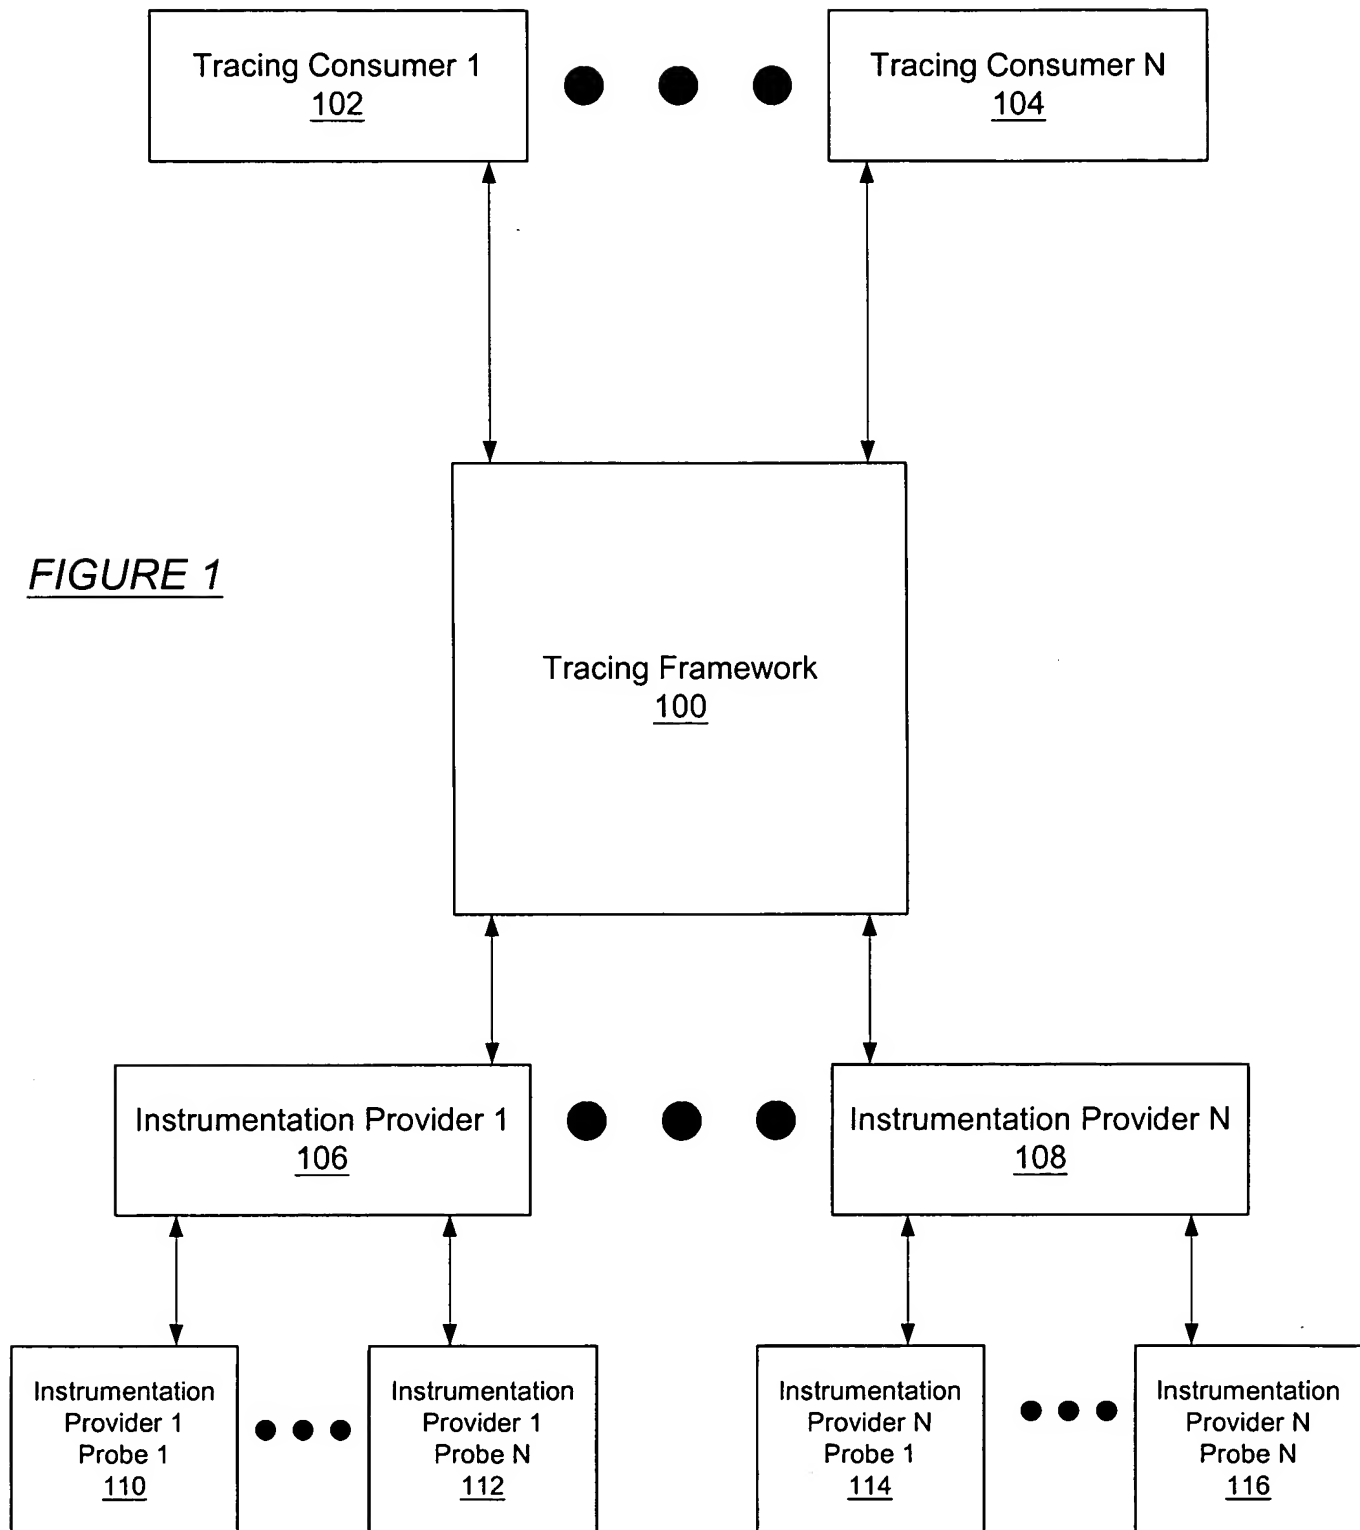 Tracing Consumer 1
102
Tracing Consumer N
104
FIGURE 1
Tracing Framework
100
Instrumentation Provider 1
106
Instrumentation Provider N
108
Instrumentation
Provider 1
Probe 1
110
Instrumentation
Provider 1
Probe N
112
Instrumentation
Provider N
Probe 1
114
Instrumentation
Provider N
Probe N
116